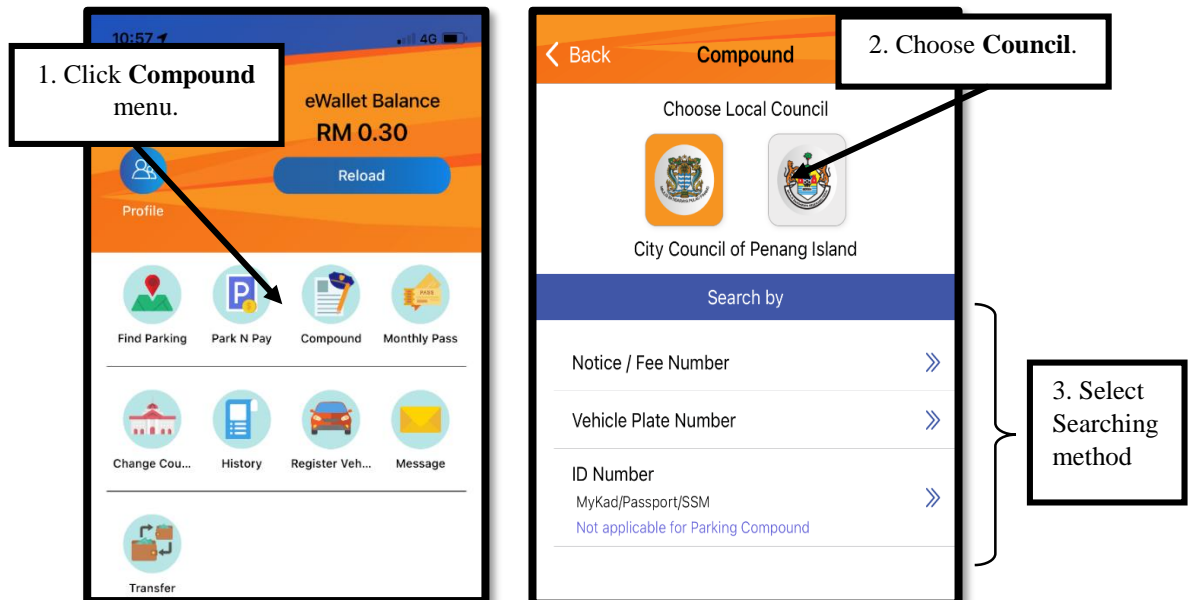 10:57
4G
1. Click Compound
menu.
eWallet Balance
RM 0.30
Reload
Profile
Find Parking
Park N Pay
Compound
Monthly Pass
PASS
Change Cou...
History
Register Veh...
Message
Transfer
Back
Compound
2. Choose Council.
Choose Local Council
City Council of Penang Island
Search by
Notice / Fee Number
Vehicle Plate Number
ID Number
MyKad/Passport/SSM
Not applicable for Parking Compound
3. Select
Searching
method